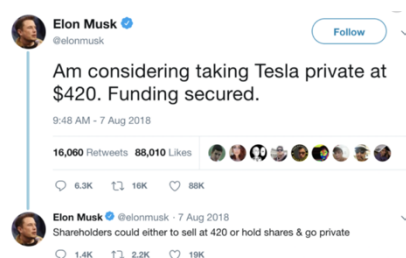 Elon Musk
@elonmusk
Follow
Am considering taking Tesla private at
$420. Funding secured.
9:48 AM - 7 Aug 2018
16,060 Retweets 88,010 Likes
6.3K 16K 88K
Elon Musk @elonmusk · 7 Aug 2018
Shareholders could either to sell at 420 or hold shares & go private
1.4K 2.2K 19K